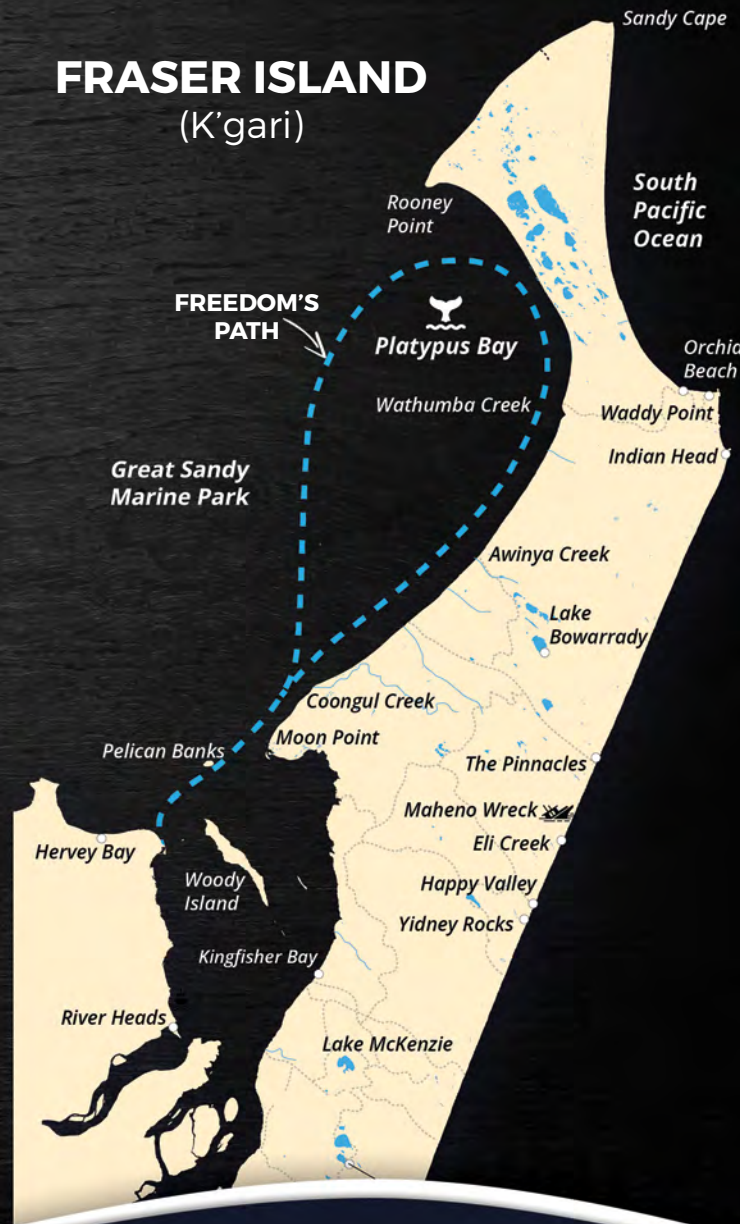 Sandy Cape
FRASER ISLAND
(K'gari)
South
Pacific
Ocean
Rooney
Point
FREEDOM'S
PATH
Platypus Bay
Orchid
Beach
Wathumba Creek
Waddy Point
Indian Head
Great Sandy
Marine Park
Awinya Creek
Lake
Bowarrady
Coongul Creek
Moon Point
Pelican Banks
The Pinnacles
Maheno Wreck
Eli Creek
Hervey Bay
Woody
Island
Happy Valley
Yidney Rocks
Kingfisher Bay
River Heads
Lake McKenzie